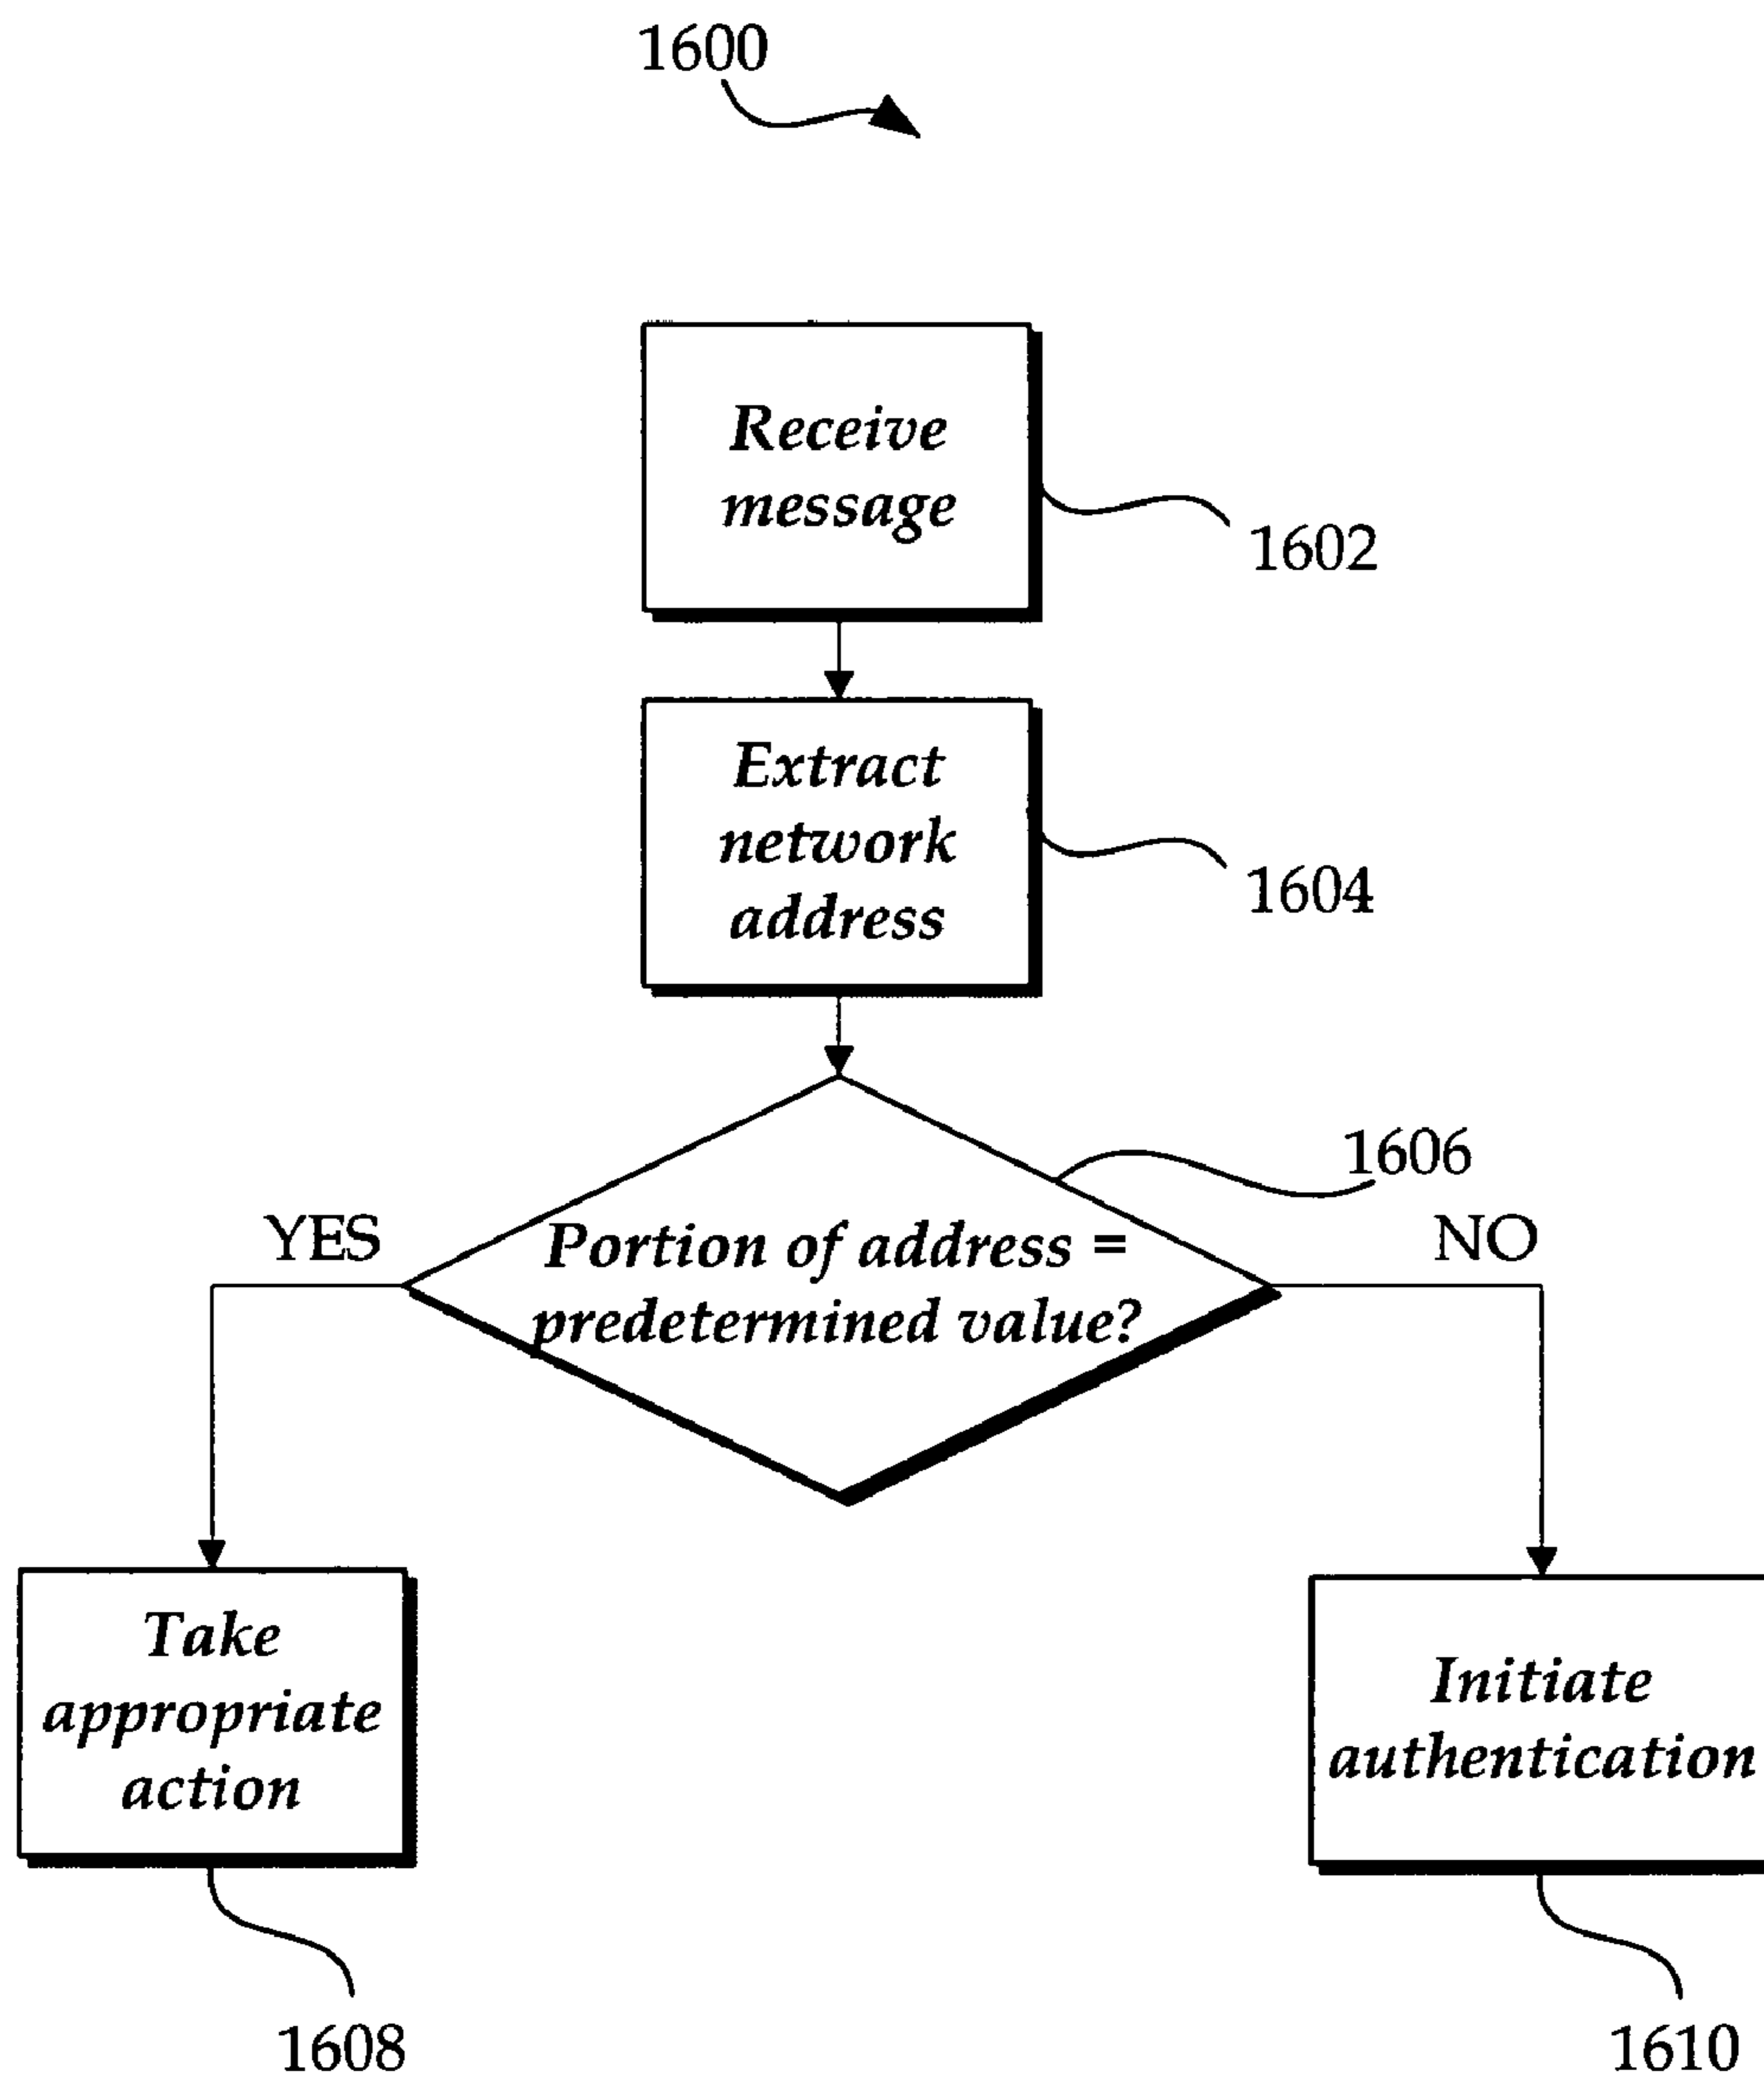 1600
Receive
message
1602
Extract
network
address
1604
1606
YES
NO
Portion of address =
predetermined value?
Take
appropriate
action
Initiate
authentication
1608
1610